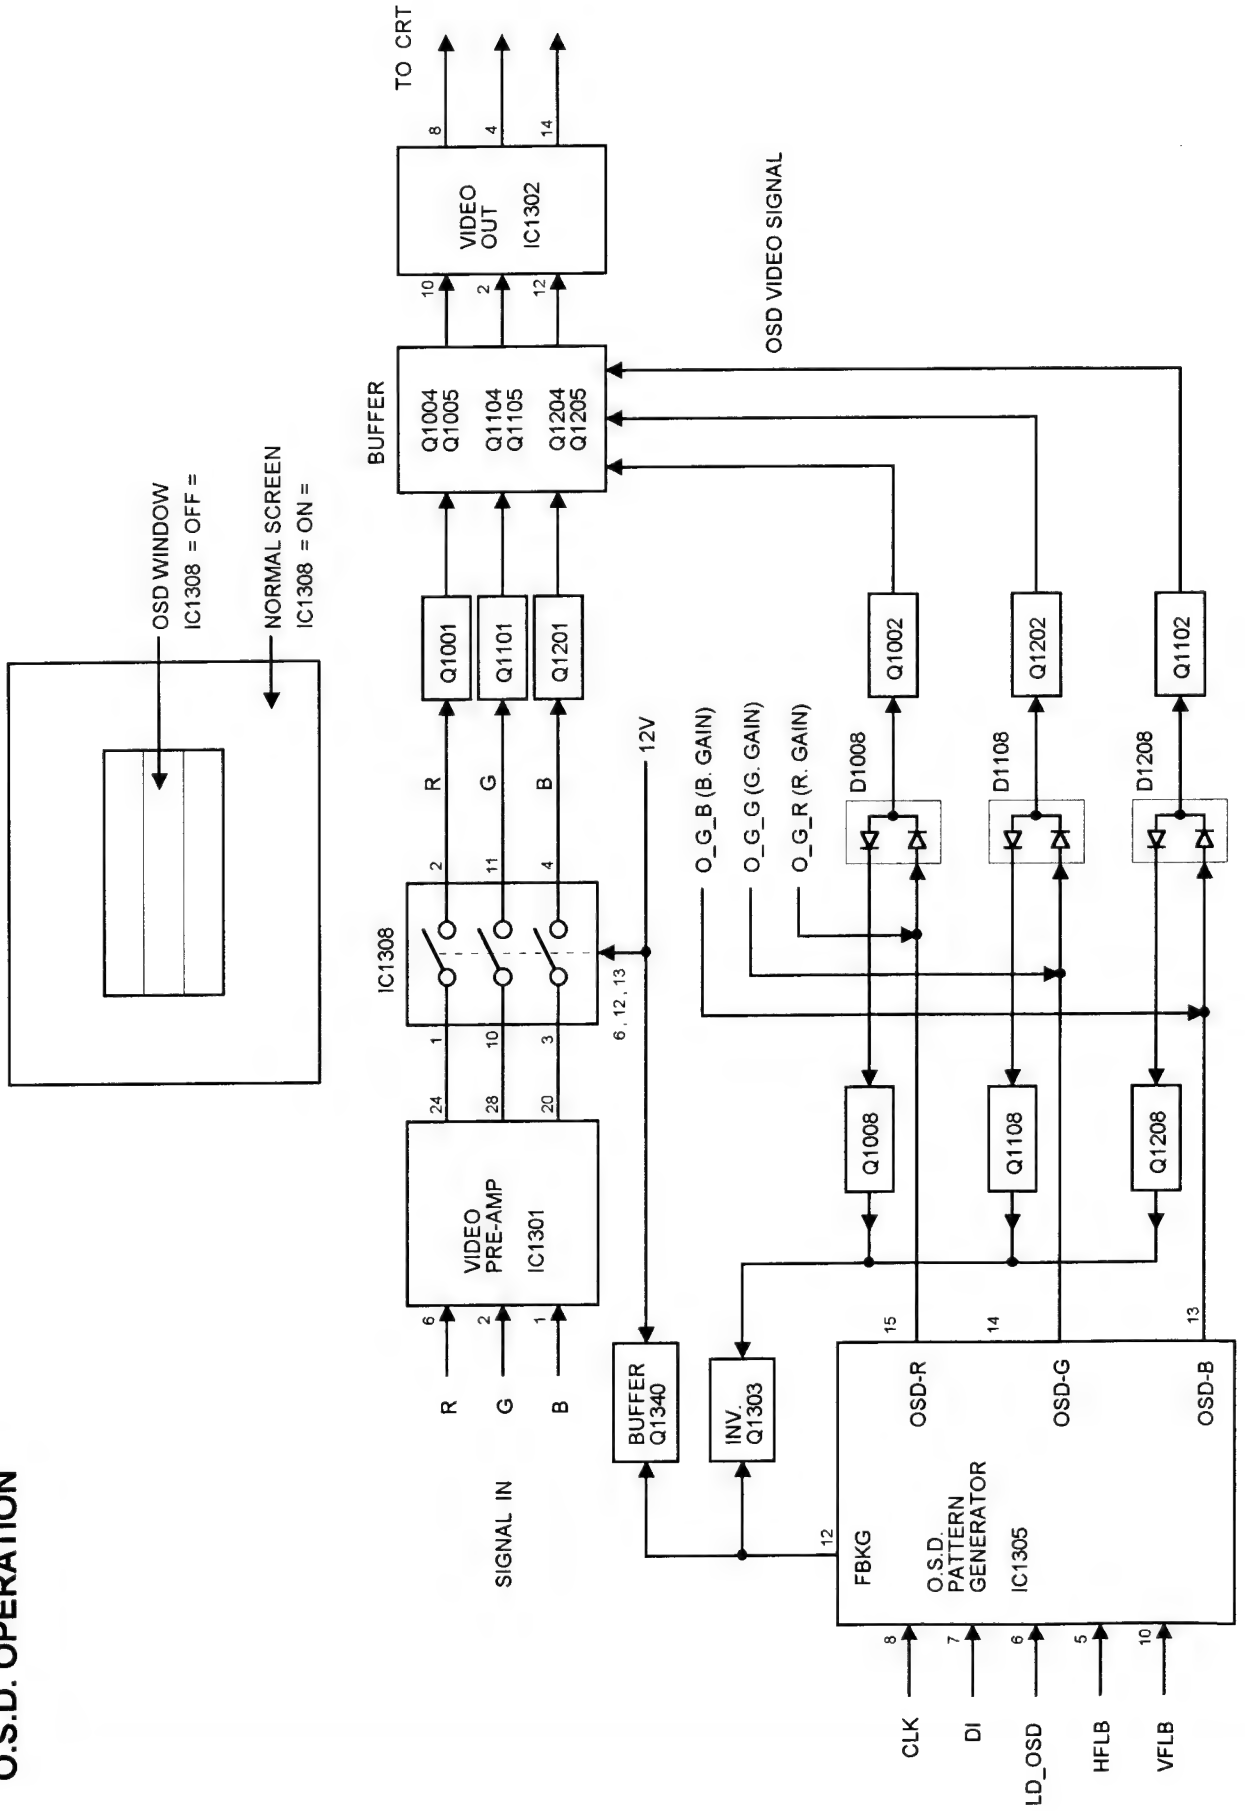 O.S.D. OPERATION
OSD WINDOW
IC1308 = OFF =
NORMAL SCREEN
IC1308 = ON =
SIGNAL IN
R
G
B
6
2
1
VIDEO
PRE-AMP
IC1301
24
28
20
1
10
3
IC1308
6 , 12 , 13
2
11
4
R
G
B
12V
Q1001
Q1101
Q1201
BUFFER
Q1004
Q1005
Q1104
Q1105
Q1204
Q1205
10
2
12
VIDEO
OUT
IC1302
8
4
14
TO CRT
OSD VIDEO SIGNAL
BUFFER
Q1340
INV.
Q1303
O_G_B (B. GAIN)
O_G_G (G. GAIN)
O_G_R (R. GAIN)
Q1008
D1008
Q1002
Q1108
D1108
Q1202
Q1208
D1208
Q1102
12
FBKG
O.S.D.
PATTERN
GENERATOR
IC1305
OSD-R
15
OSD-G
14
OSD-B
13
CLK
8
DI
7
LD_OSD
6
HFLB
5
VFLB
10